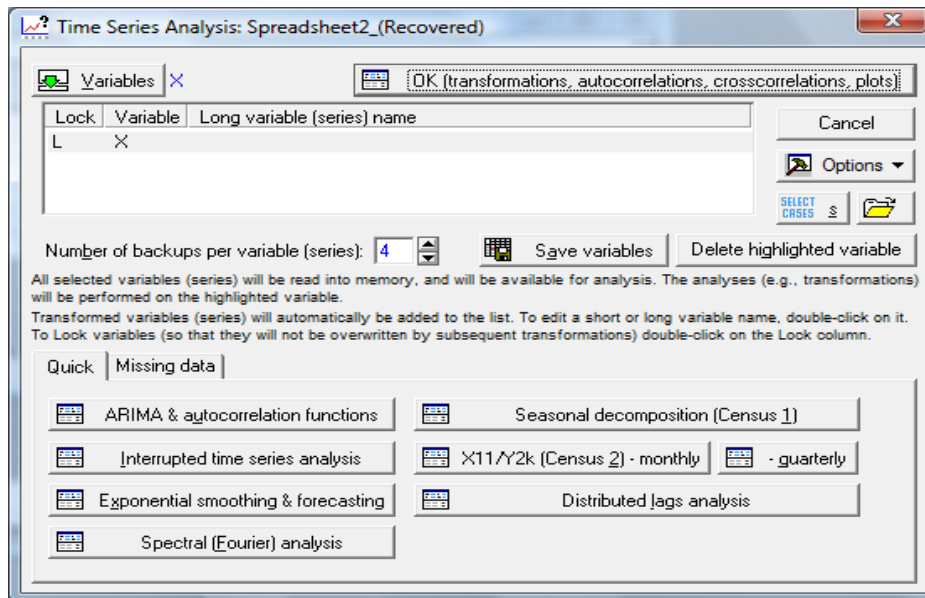 Time Series Analysis: Spreadsheet2_(Recovered)
Variables X
OK (transformations, autocorrelations, crosscorrelations, plots)
Lock Variable Long variable (series) name
L X
Cancel
Options
SELECT CASES S
Number of backups per variable (series): 4
Save variables
Delete highlighted variable
All selected variables (series) will be read into memory, and will be available for analysis. The analyses (e.g., transformations)
will be performed on the highlighted variable.
Transformed variables (series) will automatically be added to the list. To edit a short or long variable name, double-click on it.
To Lock variables (so that they will not be overwritten by subsequent transformations) double-click on the Lock column.
Quick Missing data
ARIMA & autocorrelation functions
Seasonal decomposition (Census 1)
Interrupted time series analysis
X11/Y2k (Census 2) - monthly
- quarterly
Exponential smoothing & forecasting
Distributed lags analysis
Spectral (Fourier) analysis